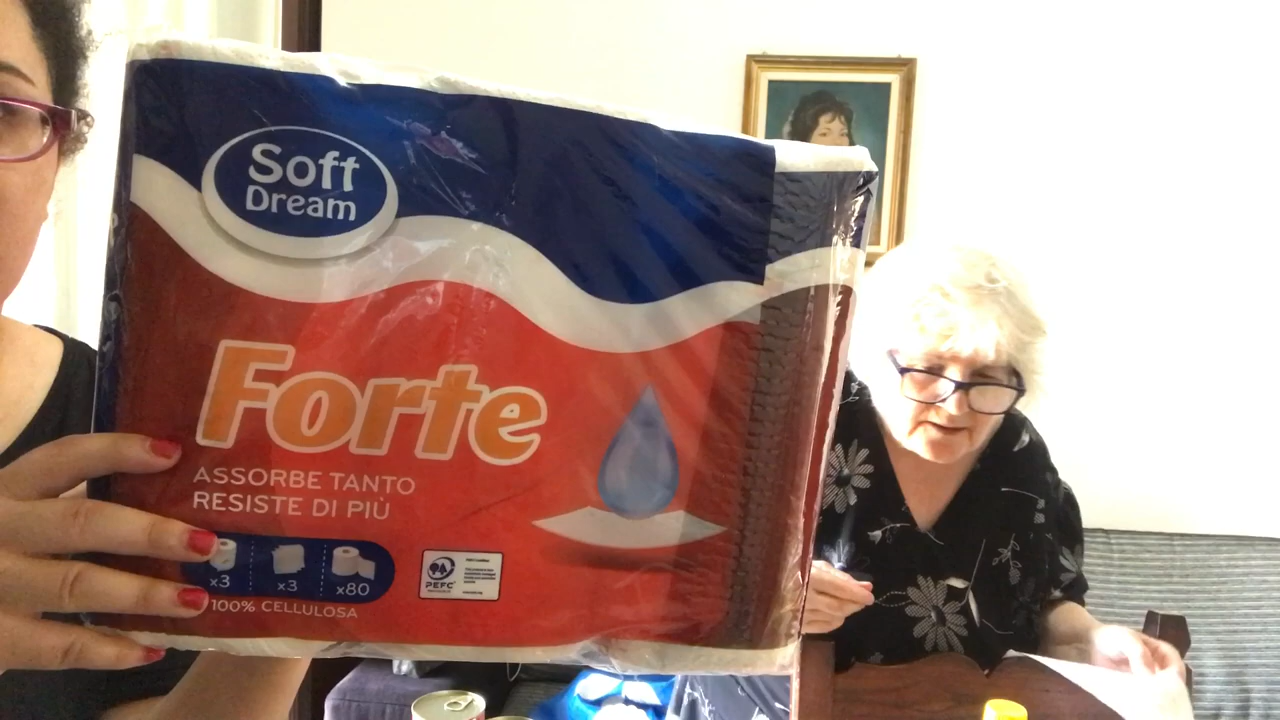 Soft
Dream
Forte
ASSORBE TANTO
RESISTE DI PIÙ
x3 x3 x80
100% CELLULOSA
PEFC